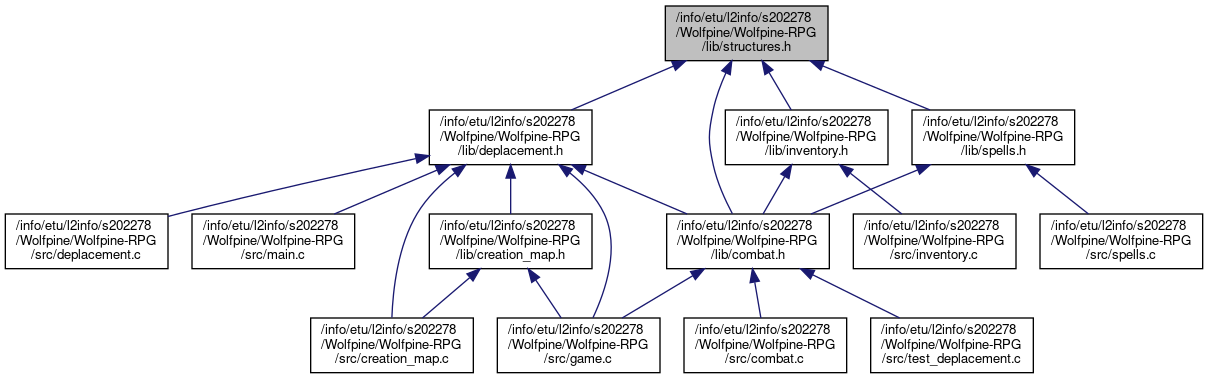 /info/etu/l2info/s202278
/Wolfpine/Wolfpine-RPG
/lib/structures.h
/info/etu/l2info/s202278
/Wolfpine/Wolfpine-RPG
/lib/deplacement.h
/info/etu/l2info/s202278
/Wolfpine/Wolfpine-RPG
/lib/inventory.h
/info/etu/l2info/s202278
/Wolfpine/Wolfpine-RPG
/lib/spells.h
/info/etu/l2info/s202278
/Wolfpine/Wolfpine-RPG
/src/deplacement.c
/info/etu/l2info/s202278
/Wolfpine/Wolfpine-RPG
/src/main.c
/info/etu/l2info/s202278
/Wolfpine/Wolfpine-RPG
/lib/creation_map.h
/info/etu/l2info/s202278
/Wolfpine/Wolfpine-RPG
/lib/combat.h
/info/etu/l2info/s202278
/Wolfpine/Wolfpine-RPG
/src/inventory.c
/info/etu/l2info/s202278
/Wolfpine/Wolfpine-RPG
/src/spells.c
/info/etu/l2info/s202278
/Wolfpine/Wolfpine-RPG
/src/creation_map.c
/info/etu/l2info/s202278
/Wolfpine/Wolfpine-RPG
/src/game.c
/info/etu/l2info/s202278
/Wolfpine/Wolfpine-RPG
/src/combat.c
/info/etu/l2info/s202278
/Wolfpine/Wolfpine-RPG
/src/test_deplacement.c